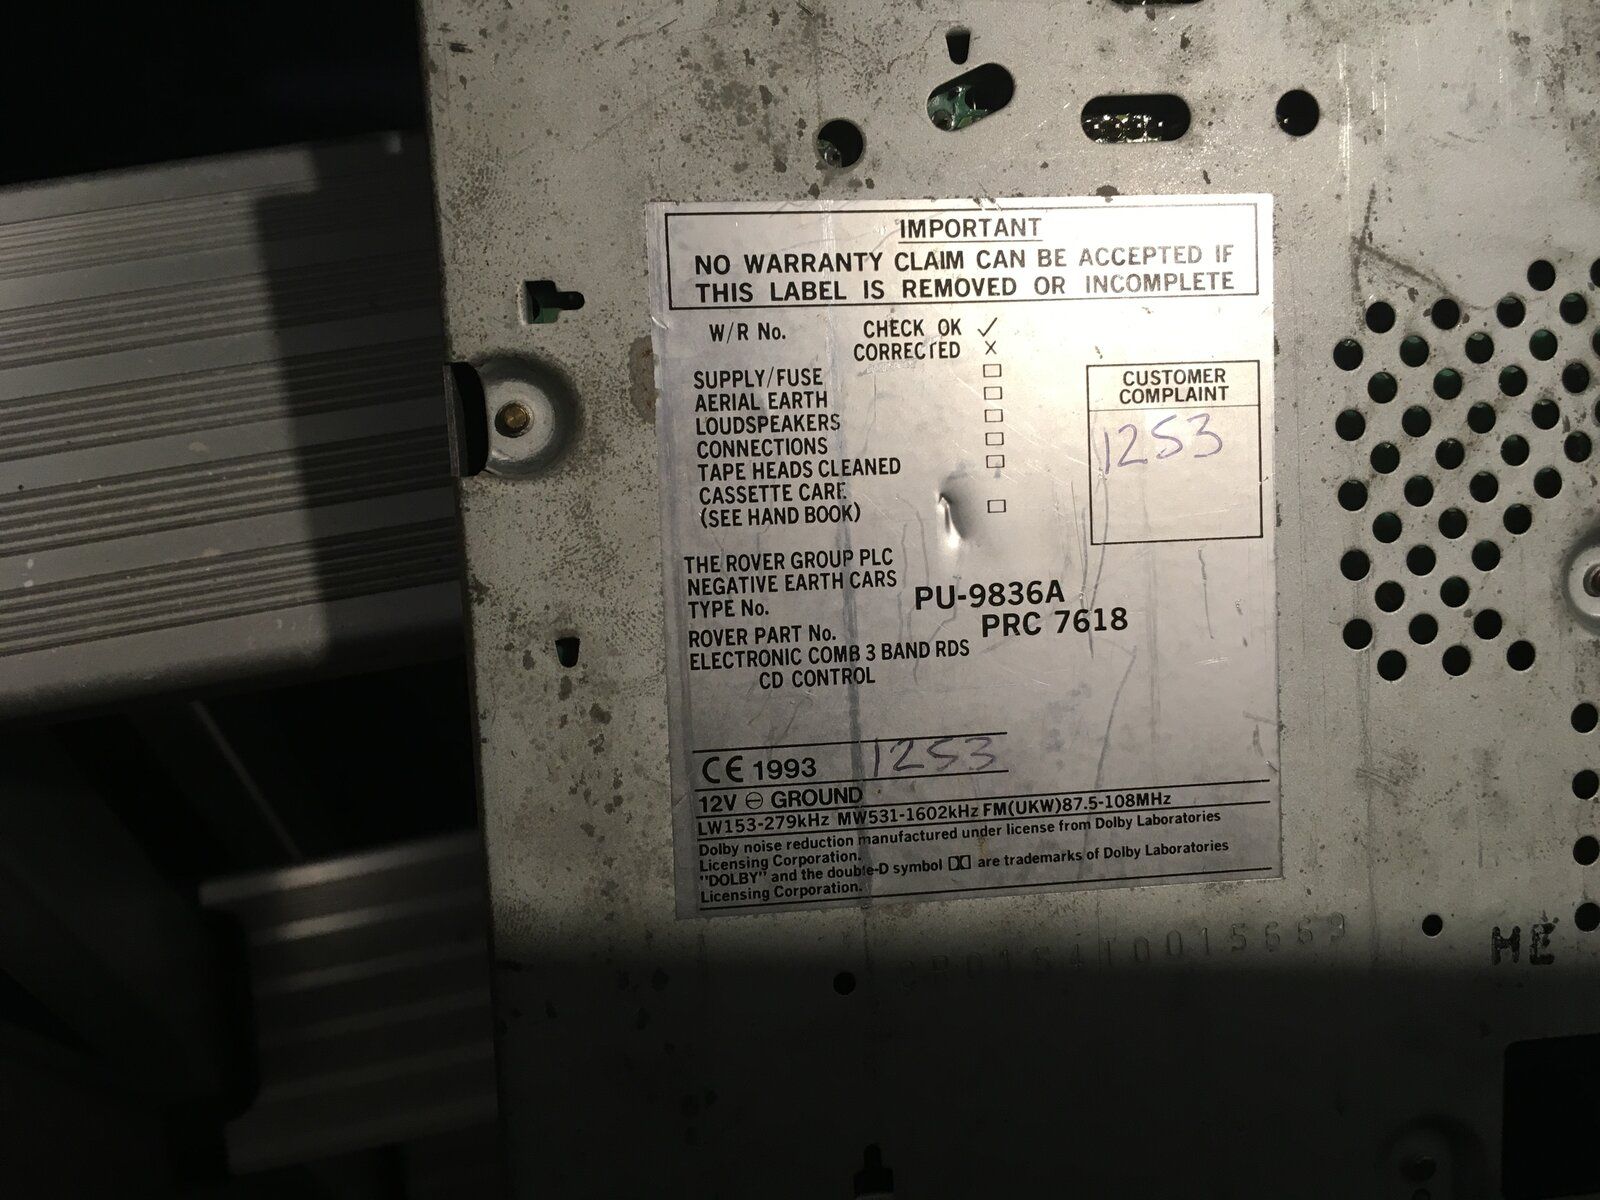 IMPORTANT
NO WARRANTY CLAIM CAN BE ACCEPTED IF
THIS LABEL IS REMOVED OR INCOMPLETE
W/R No. CHECK OK ✓
CORRECTED ×
SUPPLY/FUSE
AERIAL EARTH
LOUDSPEAKERS
CONNECTIONS
TAPE HEADS CLEANED
CASSETTE CARE
(SEE HAND BOOK)
CUSTOMER
COMPLAINT
1253
THE ROVER GROUP PLC
NEGATIVE EARTH CARS
TYPE No. PU-9836A
ROVER PART No. PRC 7618
ELECTRONIC COMB 3 BAND RDS
CD CONTROL
CE 1993 1253
12V ⊖ GROUND
LW153-279kHz MW531-1602kHz FM(UKW)87.5-108MHz
Dolby noise reduction manufactured under license from Dolby Laboratories
Licensing Corporation.
"DOLBY" and the double-D symbol are trademarks of Dolby Laboratories
Licensing Corporation.
HE